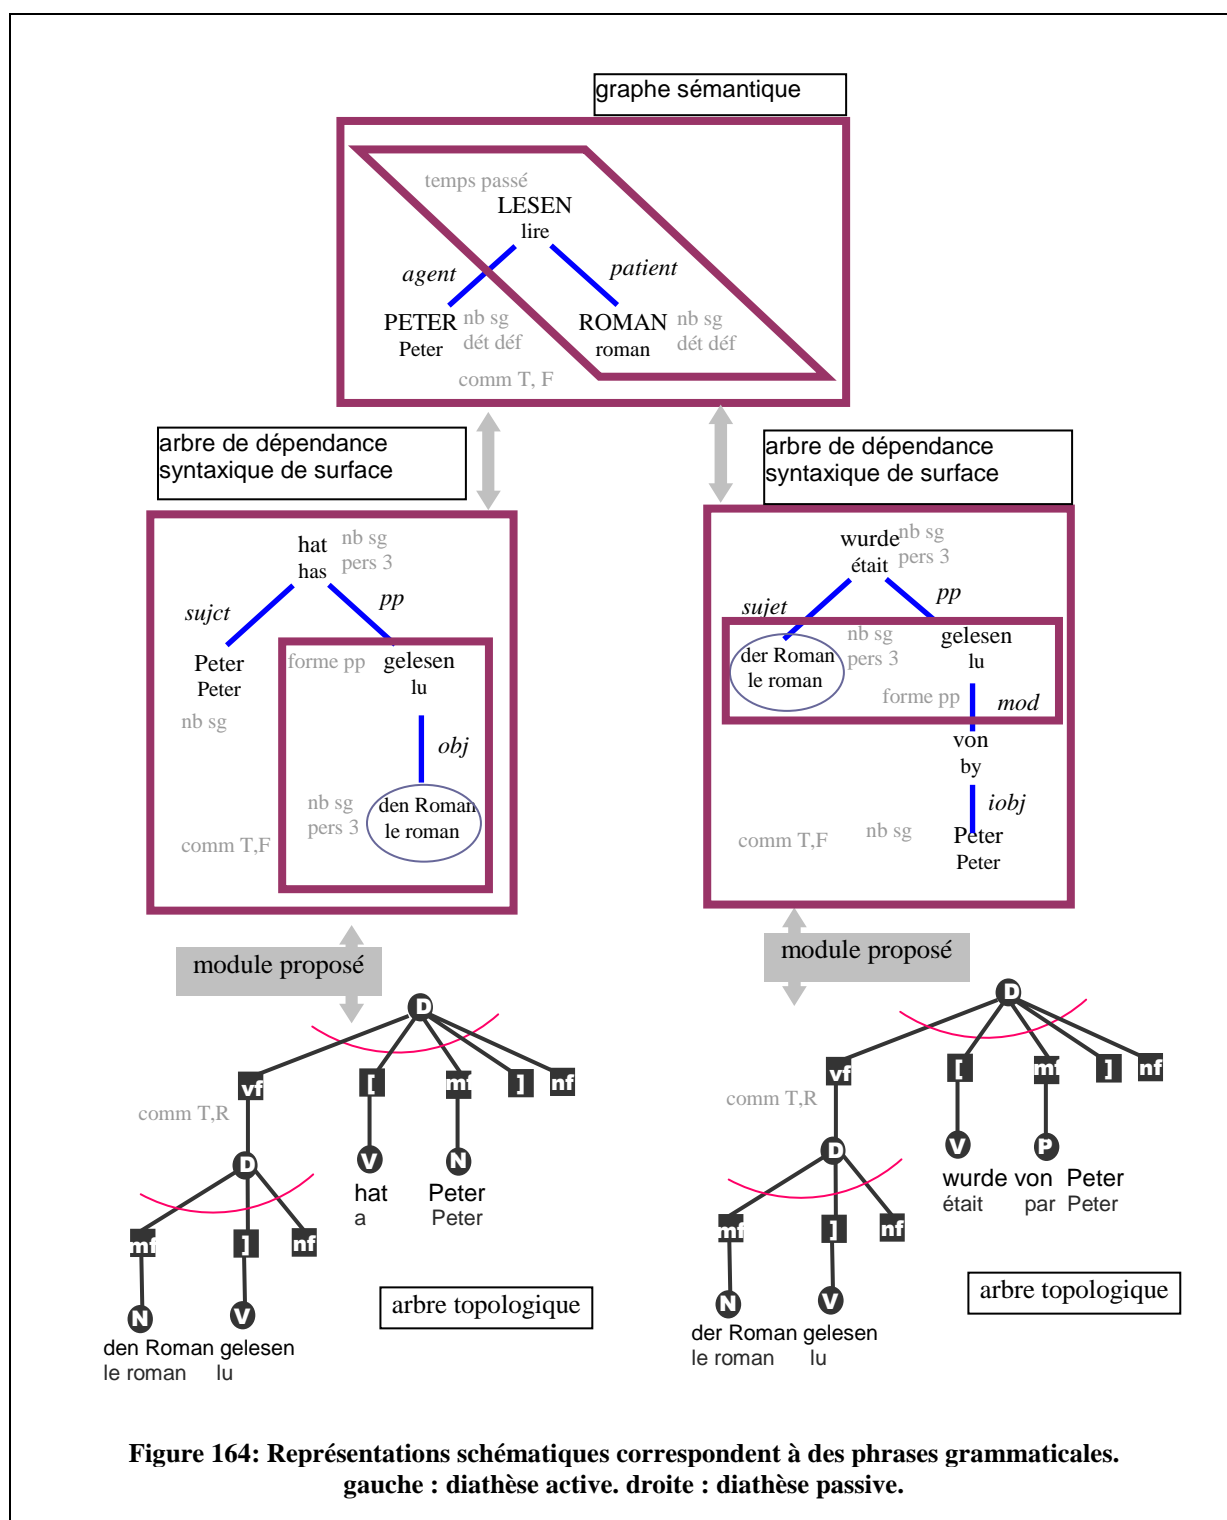 graphe sémantique
temps passé
LESEN
lire
agent
patient
PETER
nb sg
ROMAN
nb sg
Peter
dét déf
roman
dét déf
comm T, F
arbre de dépendance
syntaxique de surface
arbre de dépendance
syntaxique de surface
hat
nb sg
has
pers 3
sujct
pp
Peter
forme pp
gelesen
Peter
lu
nb sg
obj
nb sg
den Roman
pers 3
le roman
comm T,F
wurde
nb sg
était
pers 3
sujet
pp
der Roman
nb sg
gelesen
le roman
pers 3
lu
forme pp
mod
von
by
iobj
comm T,F
nb sg
Peter
Peter
module proposé
module proposé
D
vf
[
mf
]
nf
comm T,R
D
V
N
hat
Peter
a
Peter
mf
]
nf
N
V
arbre topologique
den Roman gelesen
le roman lu
D
vf
[
mf
]
nf
comm T,R
D
V
P
wurde von Peter
était par Peter
mf
]
nf
N
V
arbre topologique
der Roman gelesen
le roman lu
Figure 164: Représentations schématiques correspondent à des phrases grammaticales.
gauche : diathèse active. droite : diathèse passive.